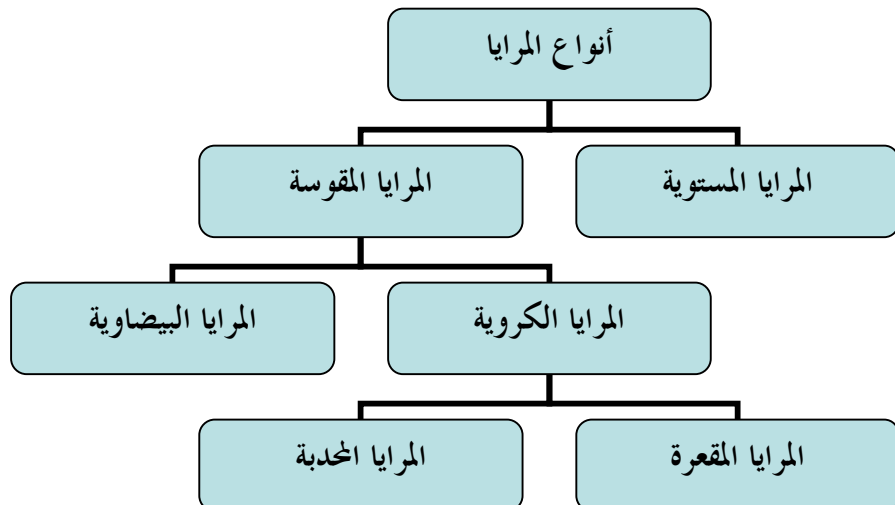 أنواع المرايا
المرايا المستوية
المرايا المقوسة
المرايا الكروية
المرايا البيضاوية
المرايا المقعرة
المرايا المحدبة